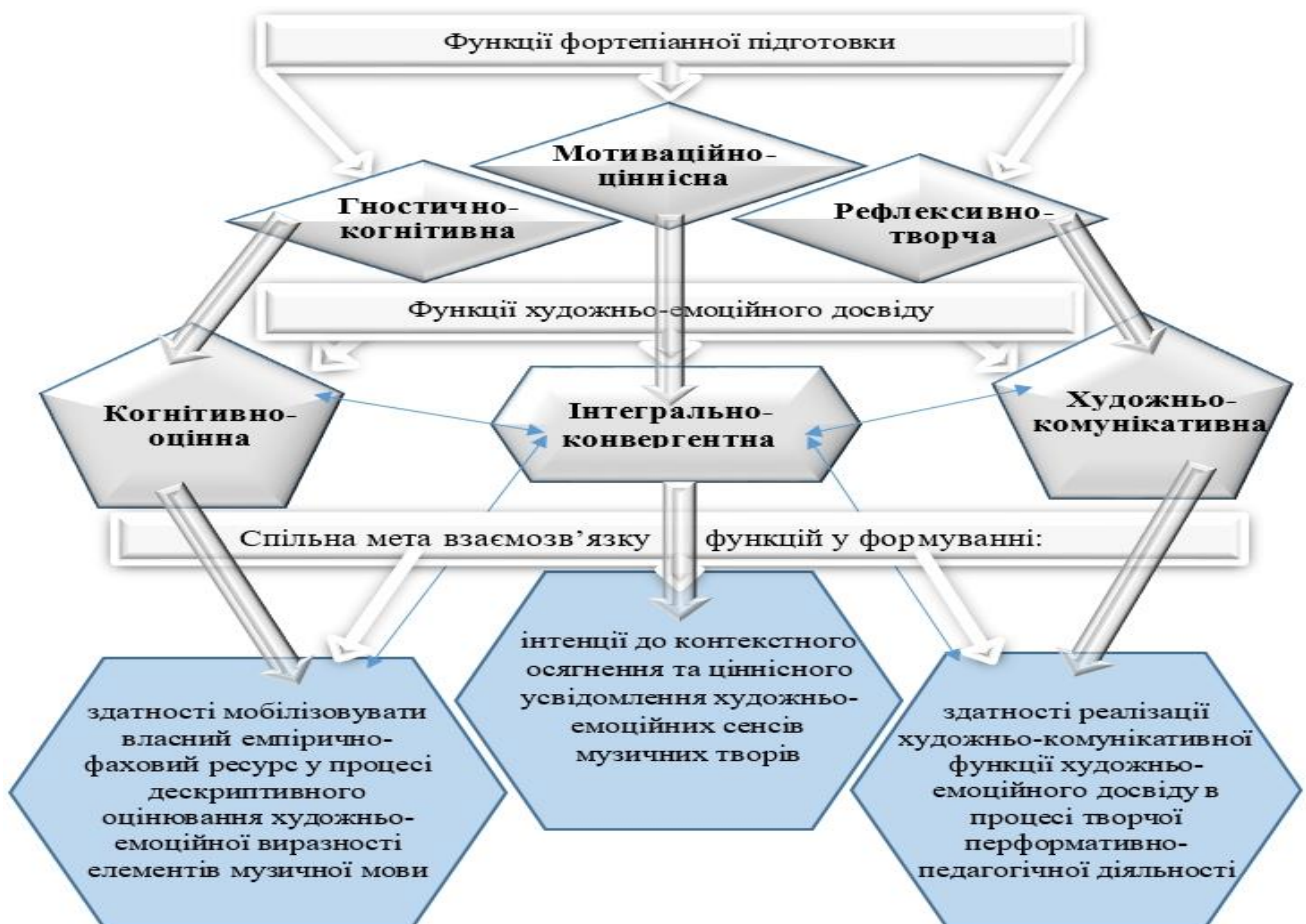 Функції фортепіанної підготовки
Мотиваційно-
ціннісна
Гностично-
когнітивна
Рефлексивно-
творча
Функції художньо-емоційного досвіду
Когнітивно-
оцінна
Інтегрально-
конвергентна
Художньо-
комунікативна
Спільна мета взаємозв’язку функцій у формуванні:
здатності мобілізовувати
власний емпірично-
фаховий ресурс у процесі
дескриптивного
оцінювання художньо-
емоційної виразності
елементів музичної мови
інтенції до контекстного
осягнення та ціннісного
усвідомлення художньо-
емоційних сенсів
музичних творів
здатності реалізації
художньо-комунікативної
функції художньо-
емоційного досвіду в
процесі творчої
перформативно-
педагогічної діяльності